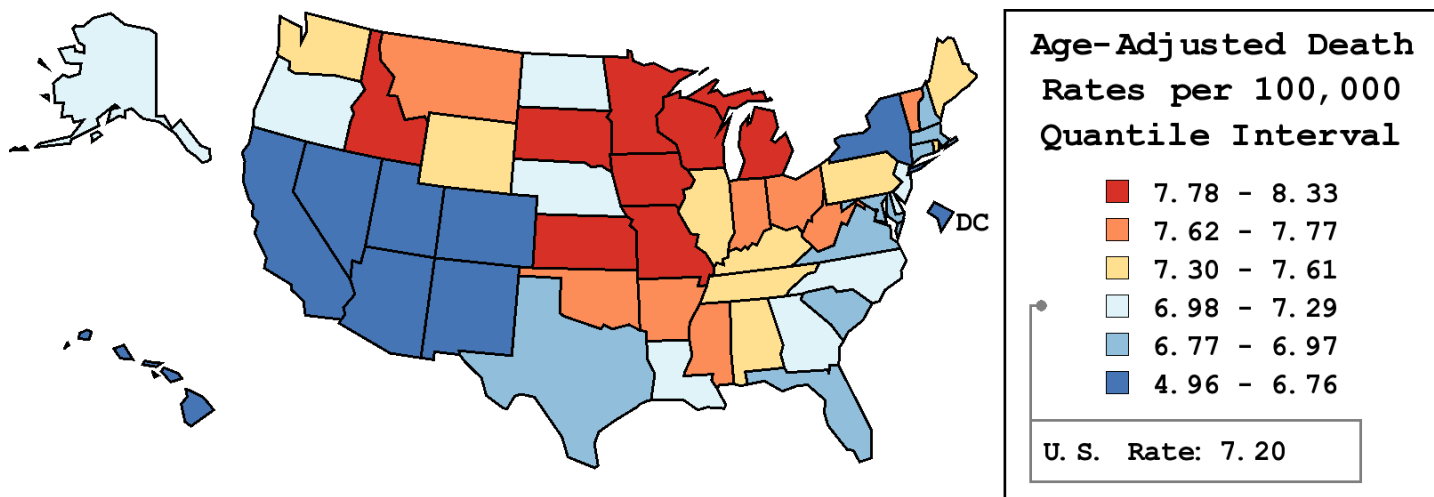 Age-Adjusted Death
Rates per 100,000
Quantile Interval
7.78 - 8.33
7.62 - 7.77
7.30 - 7.61
6.98 - 7.29
6.77 - 6.97
4.96 - 6.76
U.S. Rate: 7.20
DC